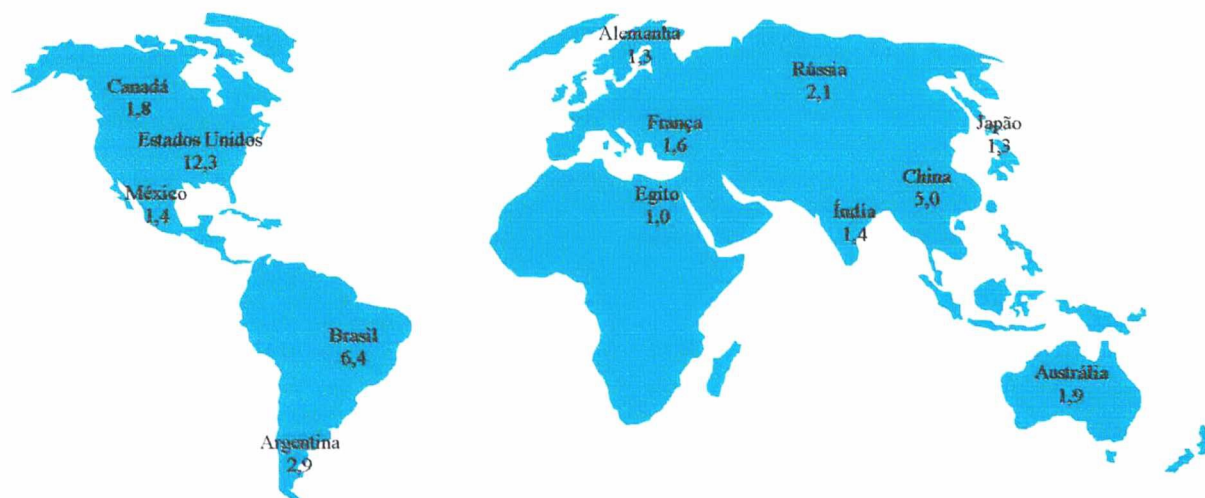 Canadá
1,8
Estados Unidos
12,3
México
1,4
Brasil
6,4
Argentina
2,9
Alemanha
1,3
França
1,6
Egito
1,0
Rússia
2,1
Japão
1,3
China
5,0
Índia
1,4
Austrália
1,9